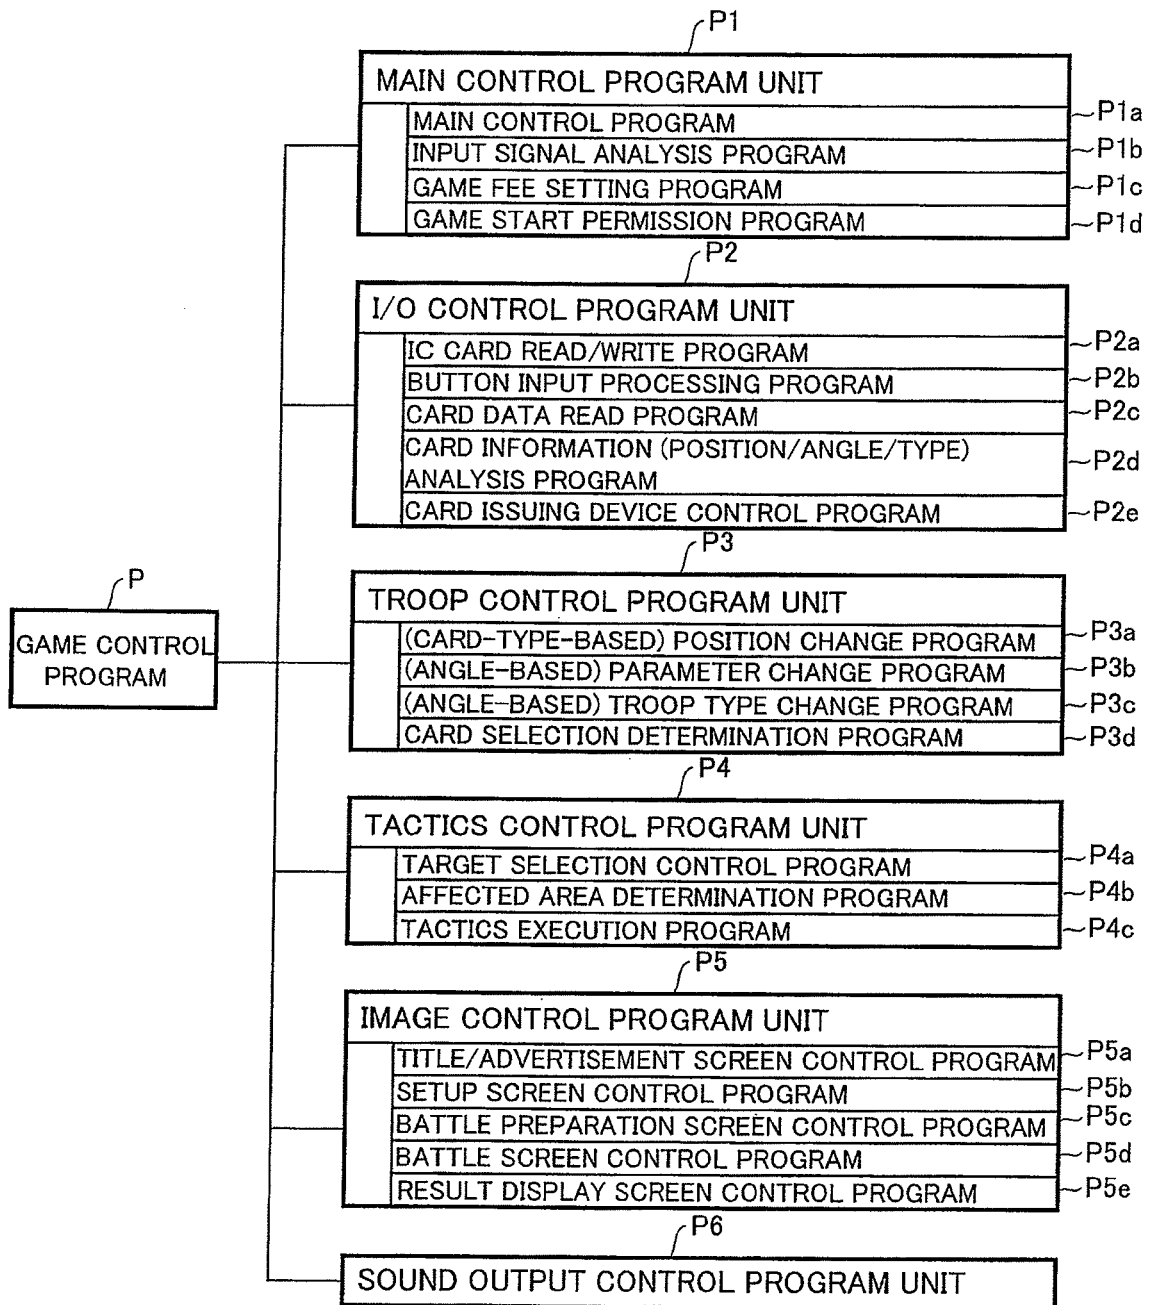 P1
MAIN CONTROL PROGRAM UNIT
MAIN CONTROL PROGRAM
P1a
INPUT SIGNAL ANALYSIS PROGRAM
P1b
GAME FEE SETTING PROGRAM
P1c
GAME START PERMISSION PROGRAM
P1d
P2
I/O CONTROL PROGRAM UNIT
IC CARD READ/WRITE PROGRAM
P2a
BUTTON INPUT PROCESSING PROGRAM
P2b
CARD DATA READ PROGRAM
P2c
CARD INFORMATION (POSITION/ANGLE/TYPE)
ANALYSIS PROGRAM
P2d
CARD ISSUING DEVICE CONTROL PROGRAM
P2e
P
GAME CONTROL
PROGRAM
P3
TROOP CONTROL PROGRAM UNIT
(CARD-TYPE-BASED) POSITION CHANGE PROGRAM
P3a
(ANGLE-BASED) PARAMETER CHANGE PROGRAM
P3b
(ANGLE-BASED) TROOP TYPE CHANGE PROGRAM
P3c
CARD SELECTION DETERMINATION PROGRAM
P3d
P4
TACTICS CONTROL PROGRAM UNIT
TARGET SELECTION CONTROL PROGRAM
P4a
AFFECTED AREA DETERMINATION PROGRAM
P4b
TACTICS EXECUTION PROGRAM
P4c
P5
IMAGE CONTROL PROGRAM UNIT
TITLE/ADVERTISEMENT SCREEN CONTROL PROGRAM
P5a
SETUP SCREEN CONTROL PROGRAM
P5b
BATTLE PREPARATION SCREEN CONTROL PROGRAM
P5c
BATTLE SCREEN CONTROL PROGRAM
P5d
RESULT DISPLAY SCREEN CONTROL PROGRAM
P5e
P6
SOUND OUTPUT CONTROL PROGRAM UNIT